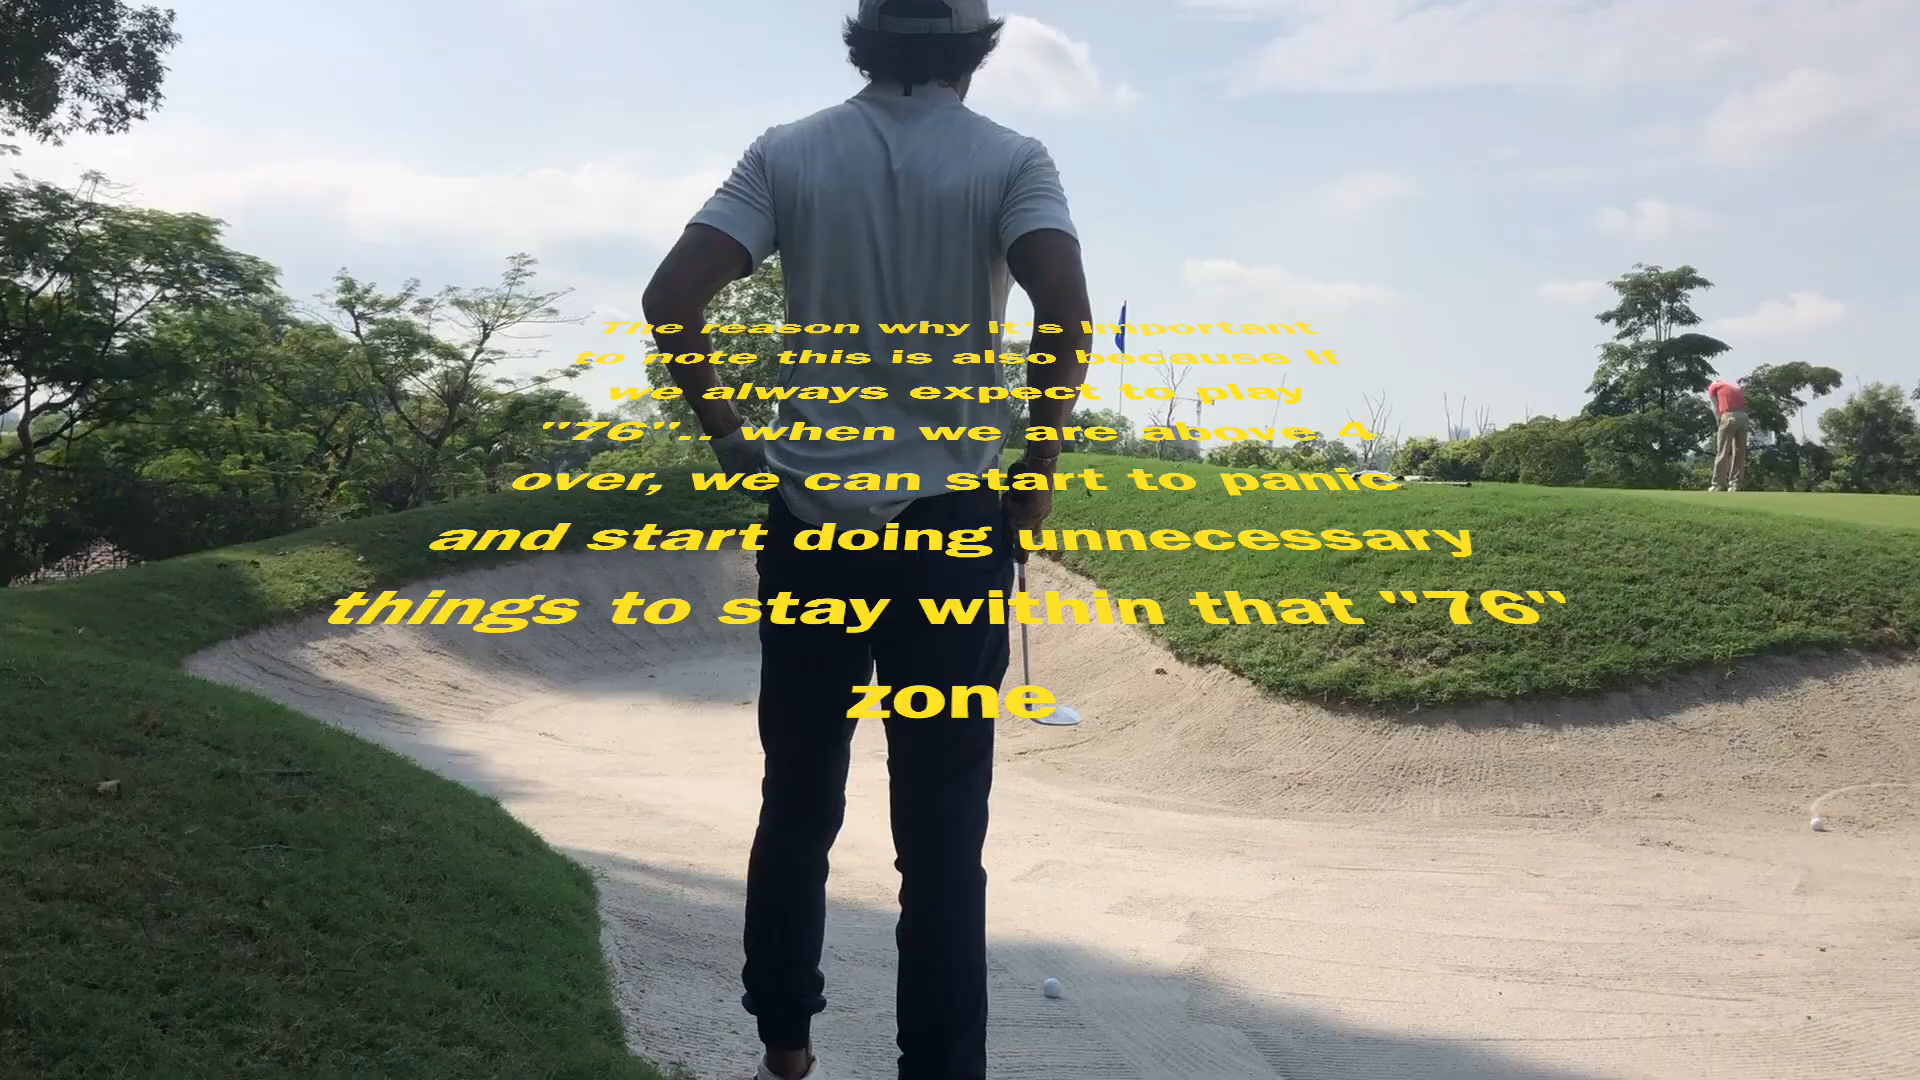 The reason why It's Important
to note this is also because If
we always expect to play
"76".. when we are above 4
over, we can start to panic
and start doing unnecessary
things to stay within that "76"
zone